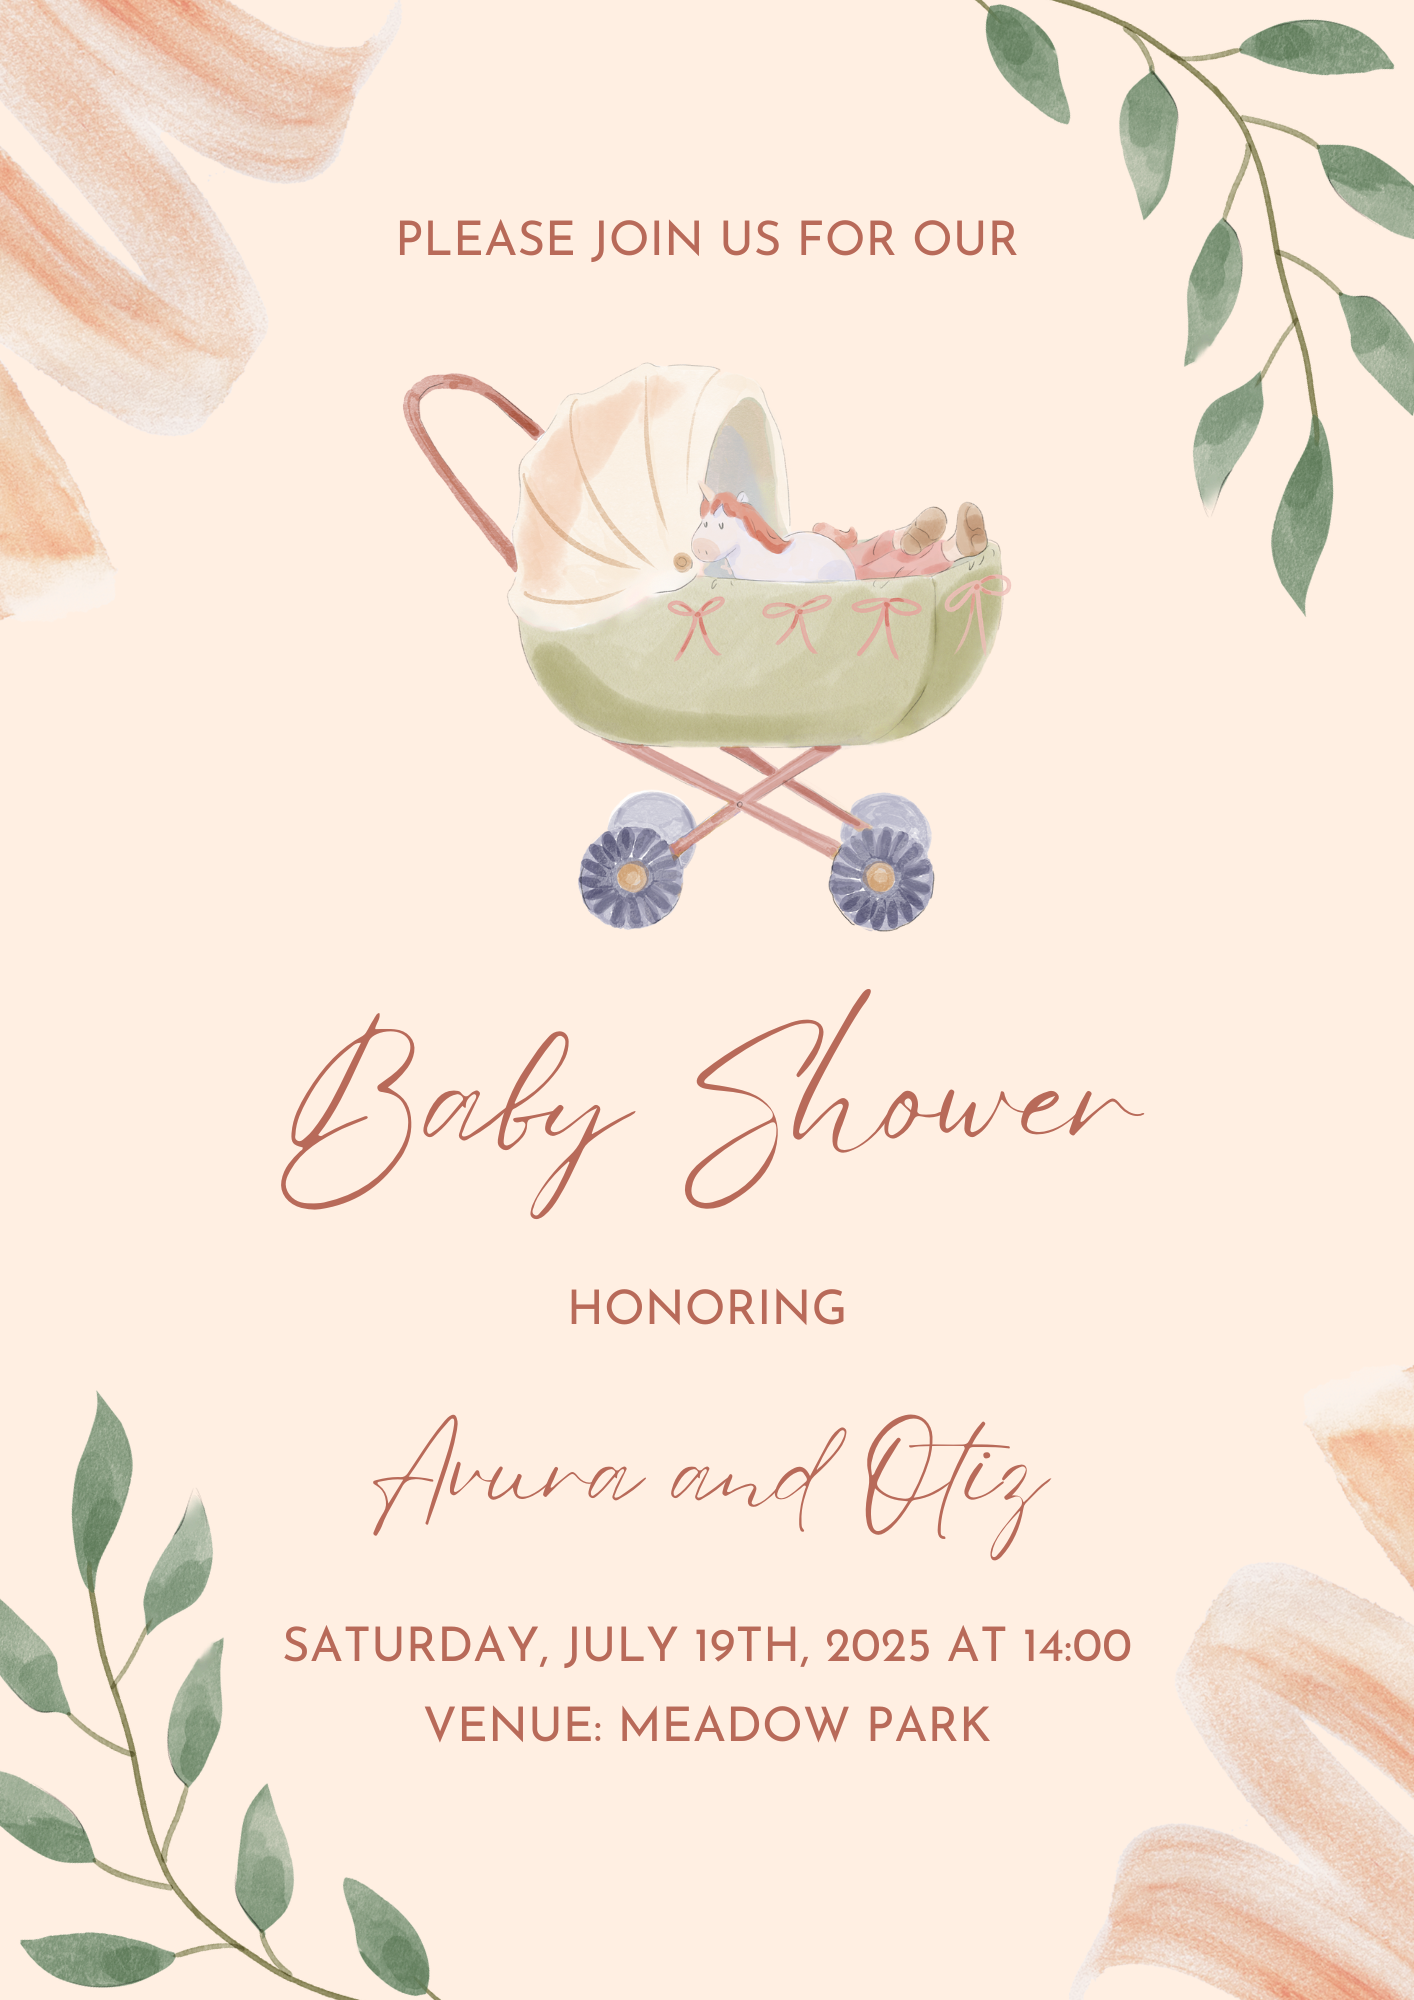 PLEASE JOIN US FOR OUR
Baby Shower
HONORING
Avura and Otiz
SATURDAY, JULY 19TH, 2025 AT 14:00
VENUE: MEADOW PARK